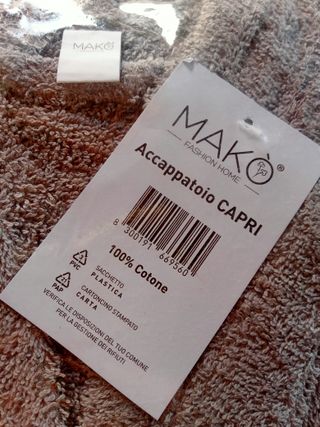 MAKÒ
MAKÒ®
FASHION HOME
Accappatoio CAPRI
8 300191 669360
100% Cotone
PVC
SACCHETTO
PLASTICA
PAP
CARTONCINO STAMPATO
CARTA
VERIFICA LE DISPOSIZIONI DEL TUO COMUNE
PER LA GESTIONE DEI RIFIUTI